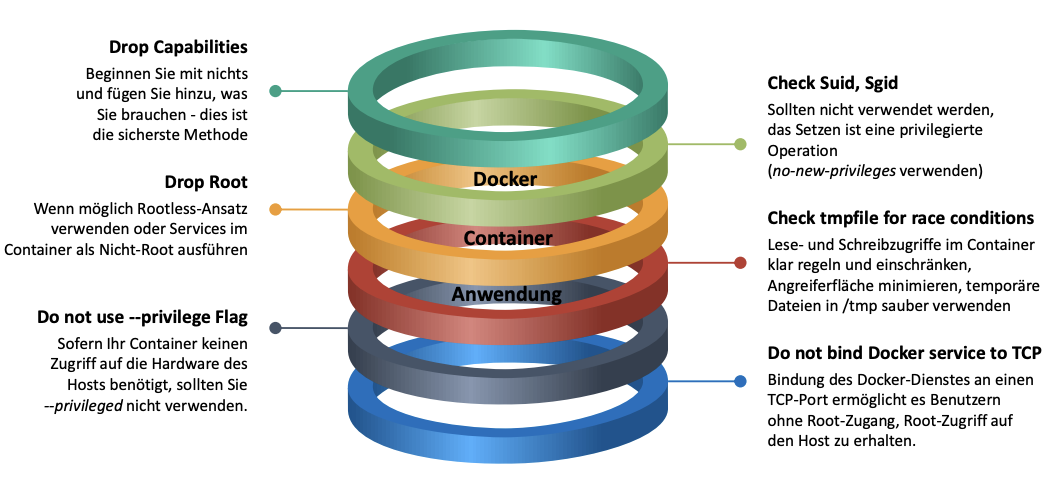 Drop Capabilities
Beginnen Sie mit nichts
und fügen Sie hinzu, was
Sie brauchen - dies ist
die sicherste Methode
Drop Root
Wenn möglich Rootless-Ansatz
verwenden oder Services im
Container als Nicht-Root ausführen
Do not use --privilege Flag
Sofern Ihr Container keinen
Zugriff auf die Hardware des
Hosts benötigt, sollten Sie
--privileged nicht verwenden.
Docker
Container
Anwendung
Check Suid, Sgid
Sollten nicht verwendet werden,
das Setzen ist eine privilegierte
Operation
(no-new-privileges verwenden)
Check tmpfile for race conditions
Lese- und Schreibzugriffe im Container
klar regeln und einschränken,
Angreiferfläche minimieren, temporäre
Dateien in /tmp sauber verwenden
Do not bind Docker service to TCP
Bindung des Docker-Dienstes an einen
TCP-Port ermöglicht es Benutzern
ohne Root-Zugang, Root-Zugriff auf
den Host zu erhalten.